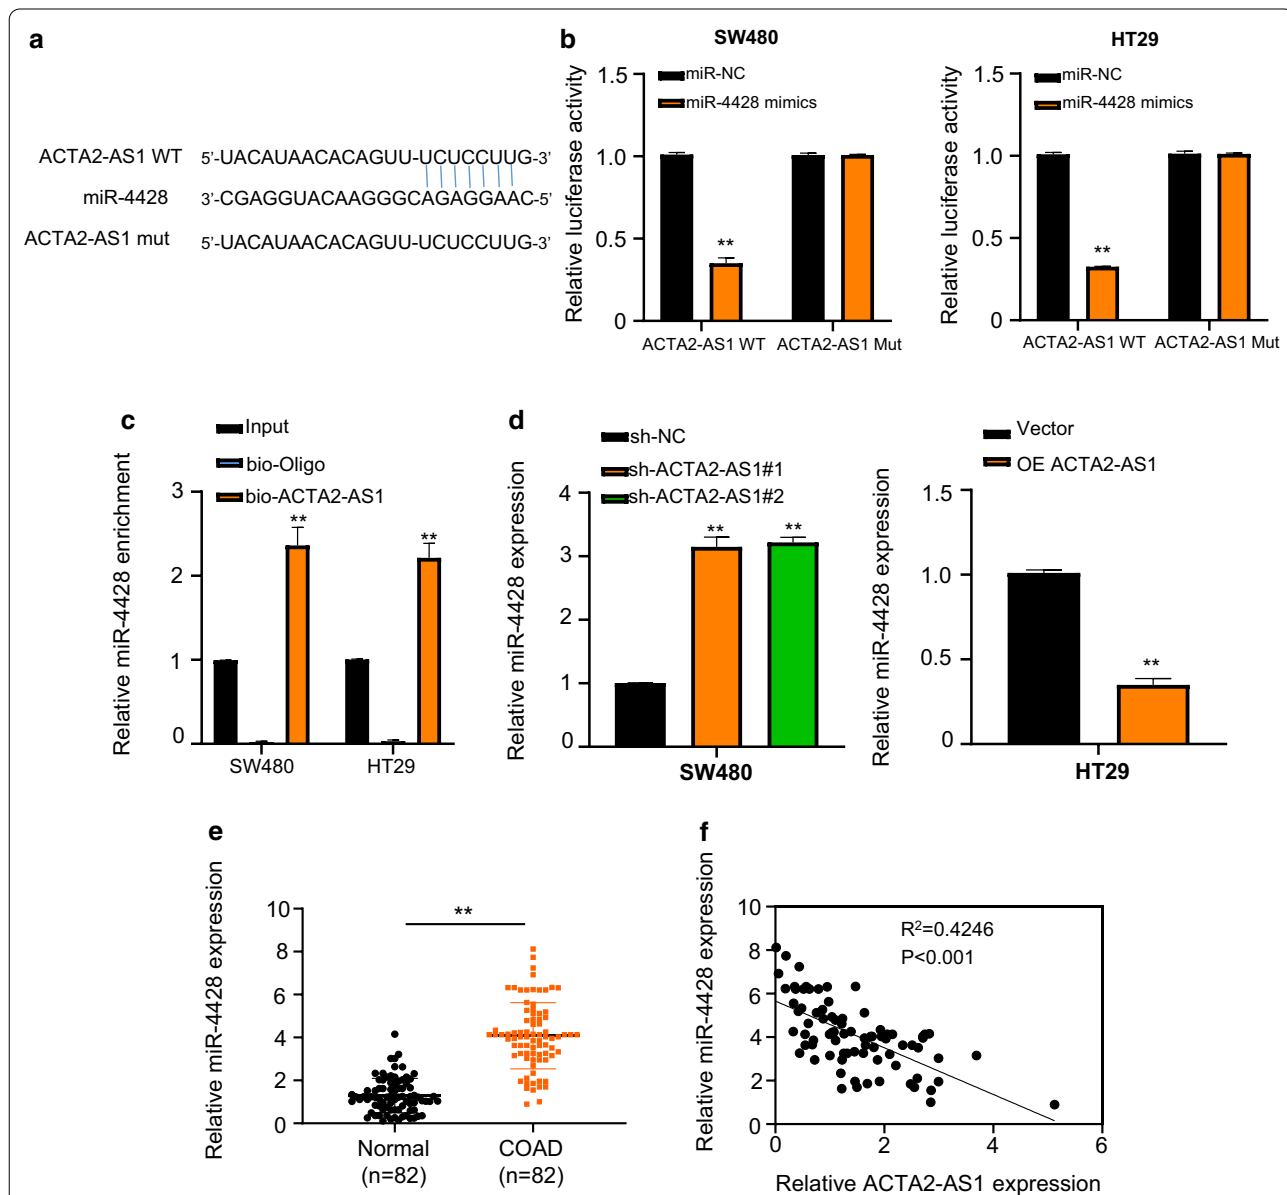 a
ACTA2-AS1 WT 5'-UACAUAACACAGUU-UCUCCUUG-3'
miR-4428 3'-CGAGGUACAAGGGCAGAGGAAC-5'
ACTA2-AS1 mut 5'-UACAUAACACAGUU-UCUCCUUG-3'
b
SW480
miR-NC
miR-4428 mimics
Relative luciferase activity
1.5
1.0
0.5
0
**
ACTA2-AS1 WT ACTA2-AS1 Mut
HT29
miR-NC
miR-4428 mimics
Relative luciferase activity
1.5
1.0
0.5
0
**
ACTA2-AS1 WT ACTA2-AS1 Mut
c
Input
bio-Oligo
bio-ACTA2-AS1
Relative miR-4428 enrichment
3
2
1
0
** **
SW480 HT29
d
sh-NC
sh-ACTA2-AS1#1
sh-ACTA2-AS1#2
Relative miR-4428 expression
4
3
2
1
0
** **
SW480
Vector
OE ACTA2-AS1
Relative miR-4428 expression
1.5
1.0
0.5
0
**
HT29
e
Relative miR-4428 expression
10
8
6
4
2
0
**
Normal COAD
(n=82) (n=82)
f
Relative miR-4428 expression
10
8
6
4
2
0
R²=0.4246
P<0.001
0 2 4 6
Relative ACTA2-AS1 expression